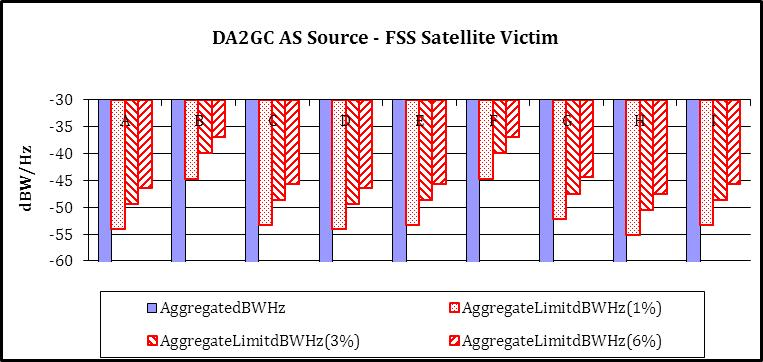 DA2GC AS Source - FSS Satellite Victim
-30
-35
-40
-45
-50
-55
-60
dBW/Hz
A B C D E F G H
AggregatedBWHz
AggregateLimitdBWHz(1%)
AggregateLimitdBWHz(3%)
AggregateLimitdBWHz(6%)